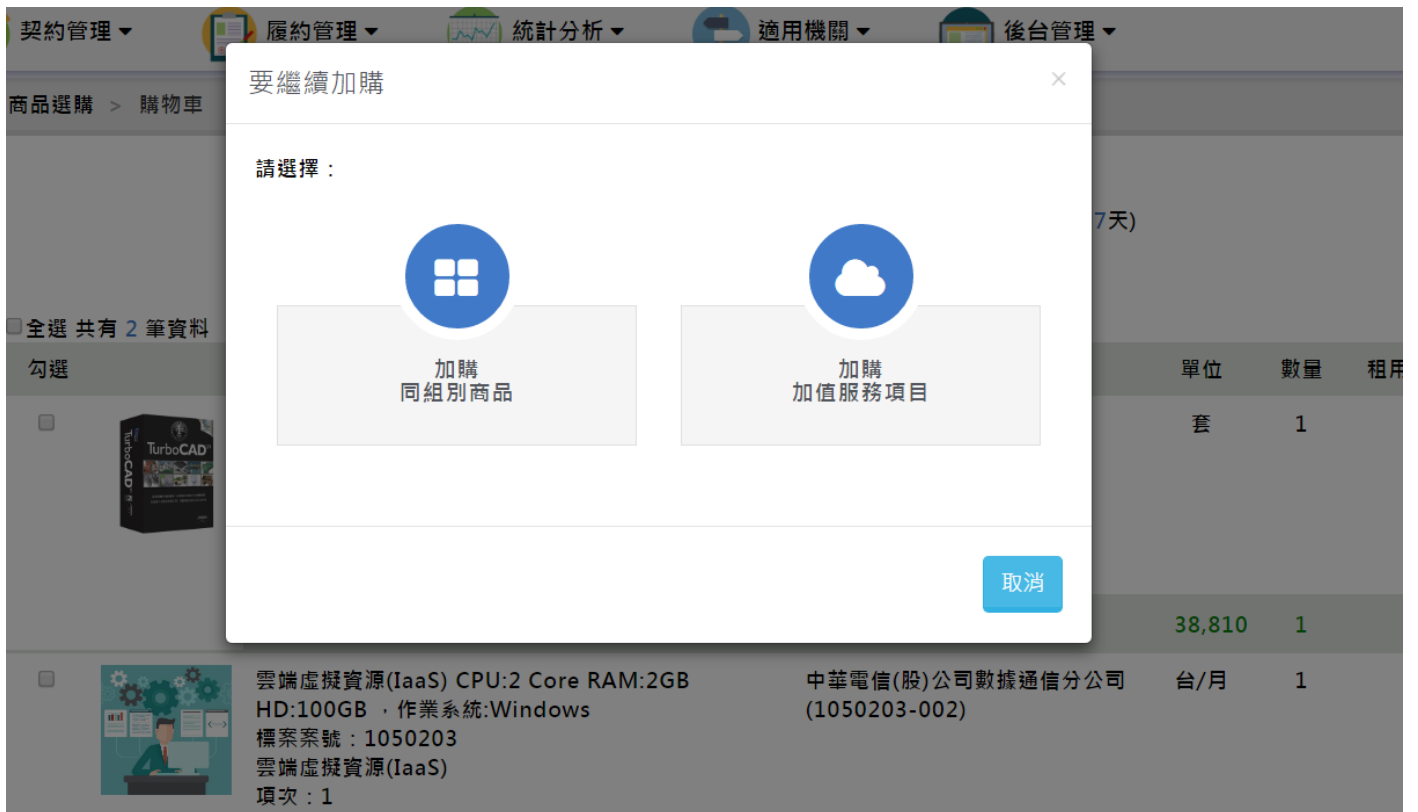 契約管理
履約管理
統計分析
適用機關
後台管理
商品選購 > 購物車
要繼續加購
×
請選擇：
7天)
加購
同組別商品
加購
加值服務項目
全選 共有 2 筆資料
勾選
單位
數量
租用
TurboCAD
TurboCAD
套
1
取消
38,810
1
雲端虛擬資源(IaaS) CPU:2 Core RAM:2GB
HD:100GB ，作業系統:Windows
標案案號：1050203
雲端虛擬資源(IaaS)
項次：1
中華電信(股)公司數據通信分公司
(1050203-002)
台/月
1